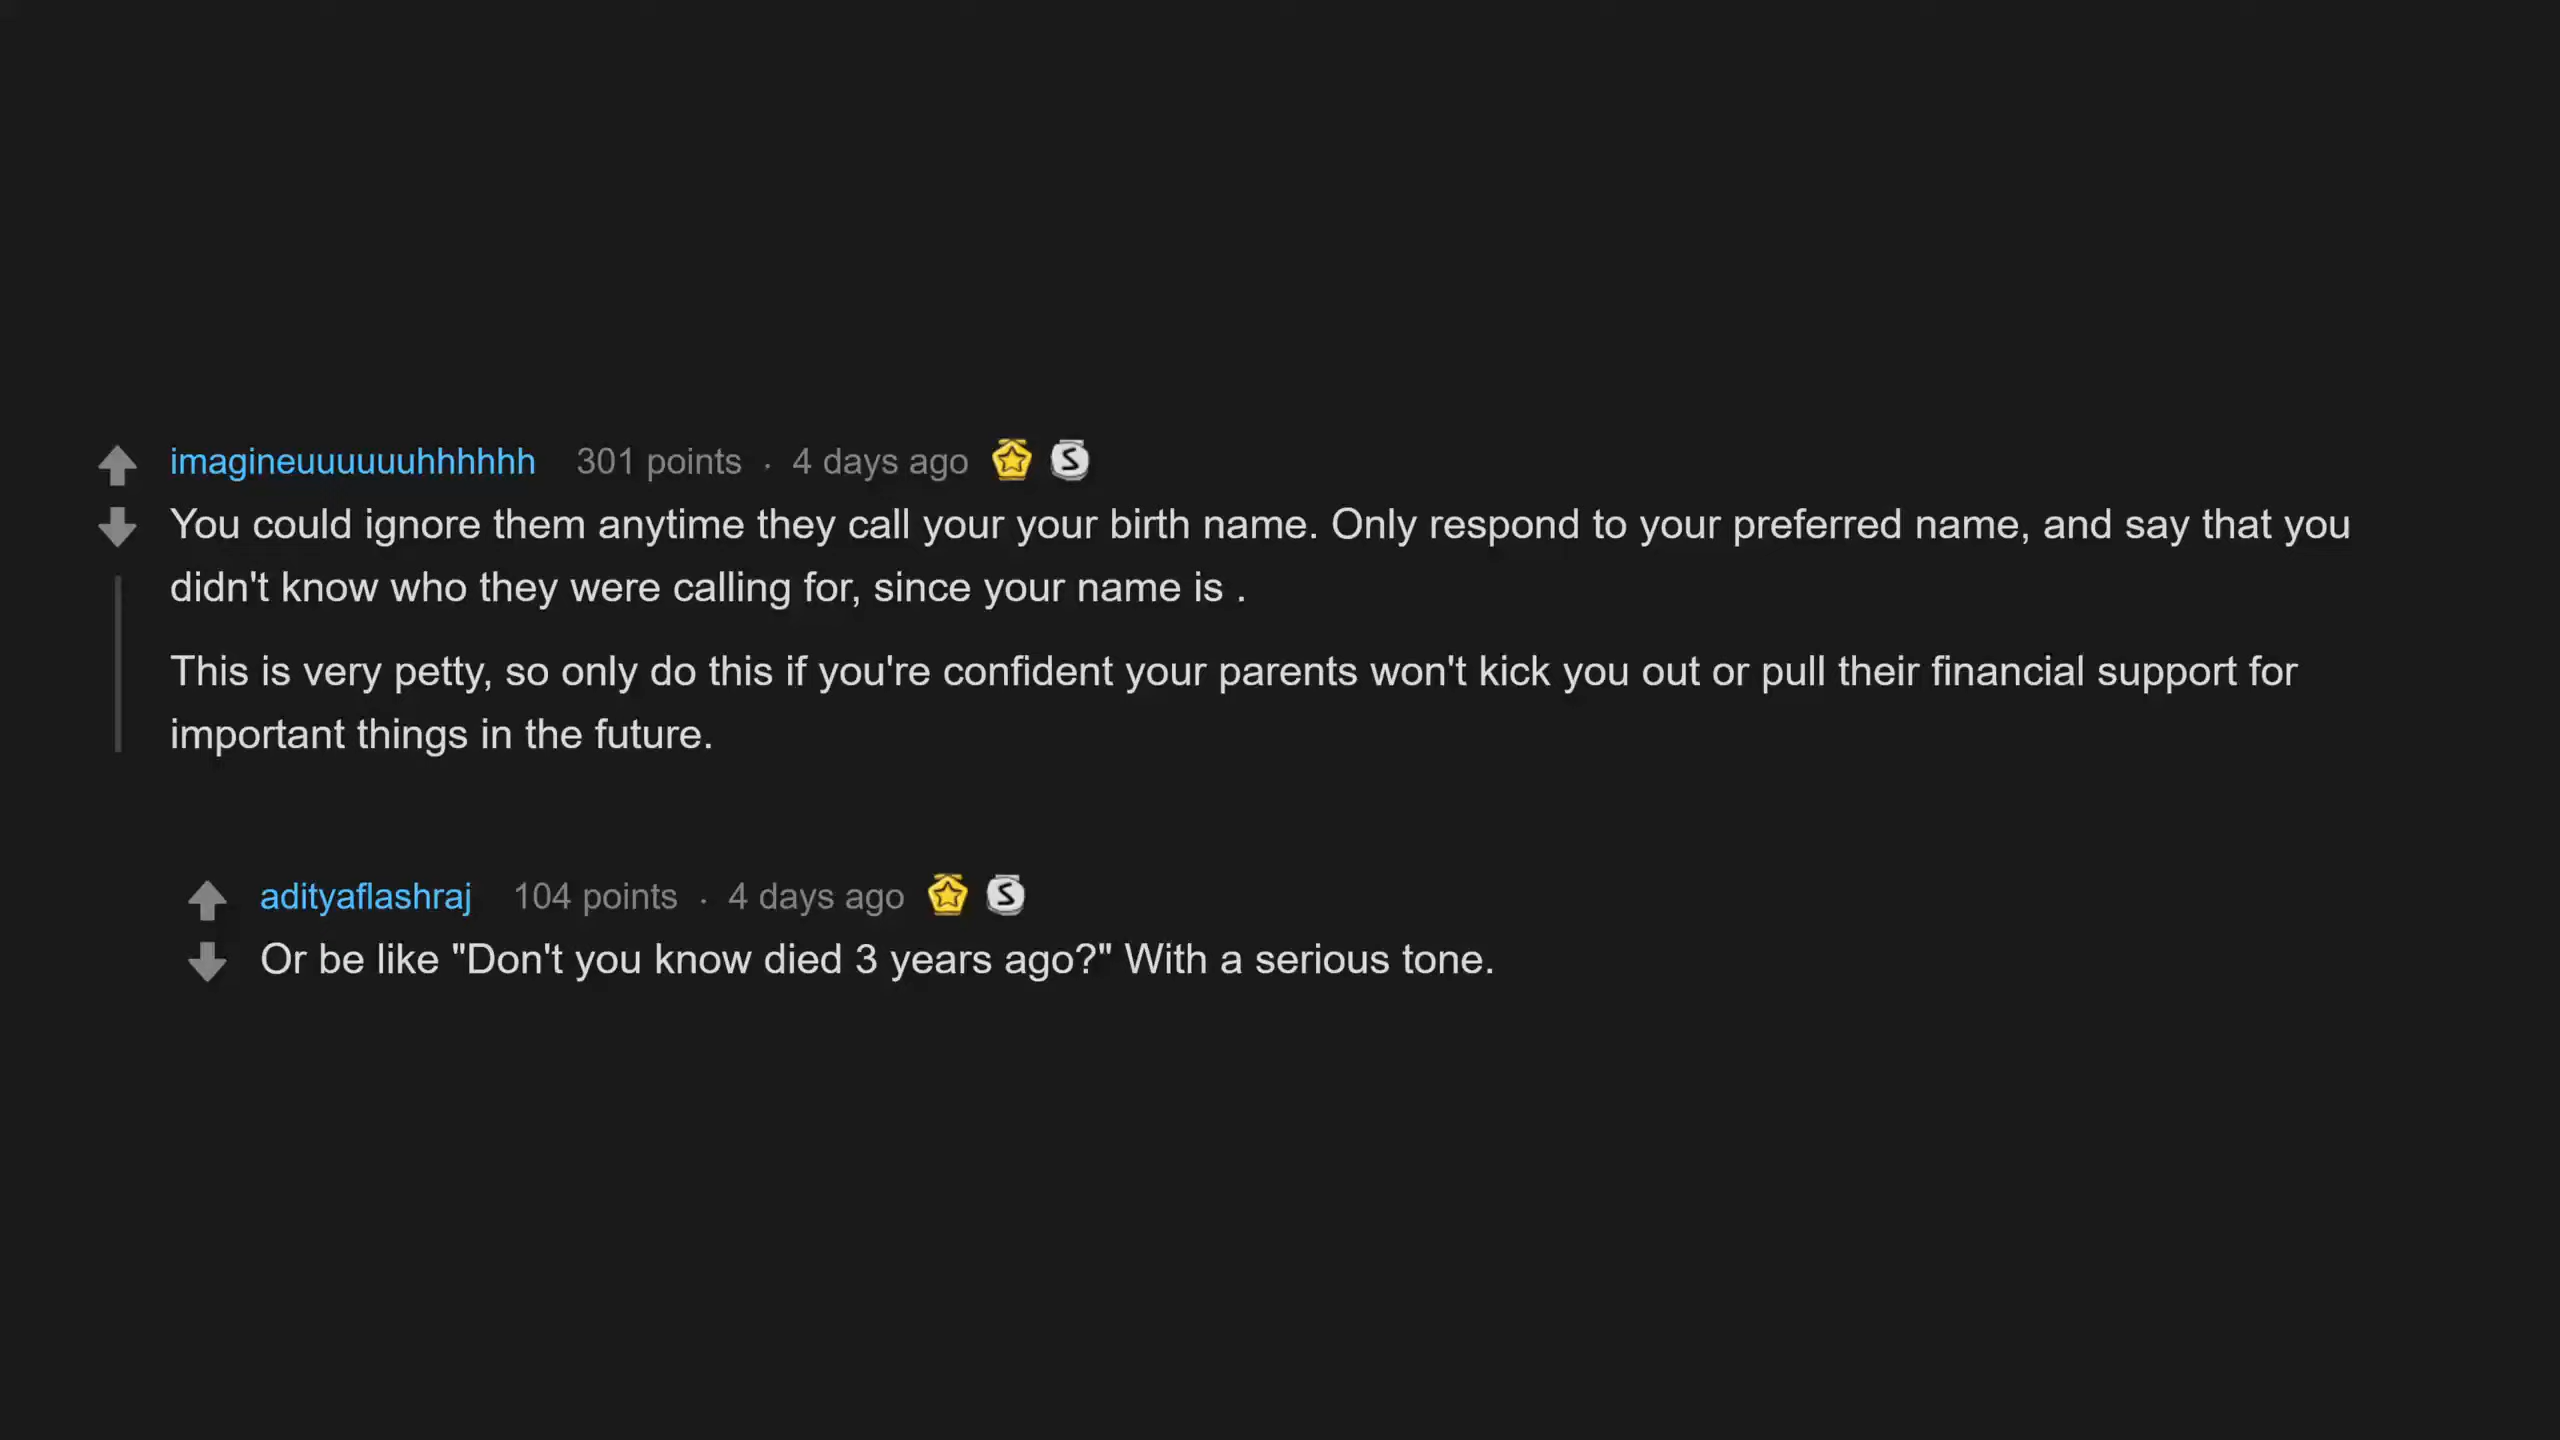 imagineuuuuuuhhhhhh 301 points · 4 days ago
You could ignore them anytime they call your your birth name. Only respond to your preferred name, and say that you
didn't know who they were calling for, since your name is .
This is very petty, so only do this if you're confident your parents won't kick you out or pull their financial support for
important things in the future.
adityaflashraj 104 points · 4 days ago
Or be like "Don't you know died 3 years ago?" With a serious tone.